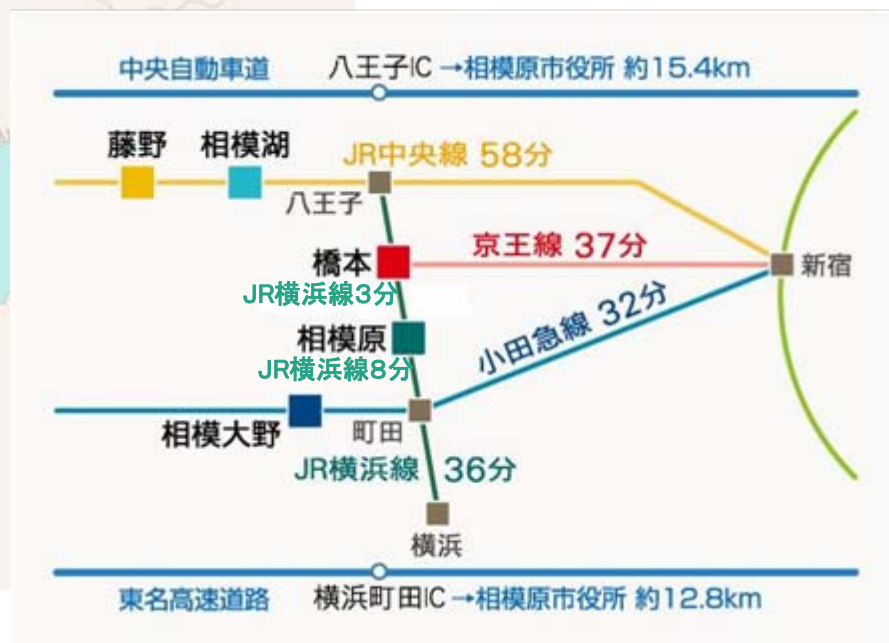 中央自動車道 八王子IC→相模原市役所 約15.4km
藤野 相模湖 JR中央線 58分
八王子
京王線 37分
橋本 新宿
JR横浜線3分
小田急線 32分
相模原
JR横浜線8分
相模大野 町田
JR横浜線 36分
横浜
東名高速道路 横浜町田IC→相模原市役所 約12.8km